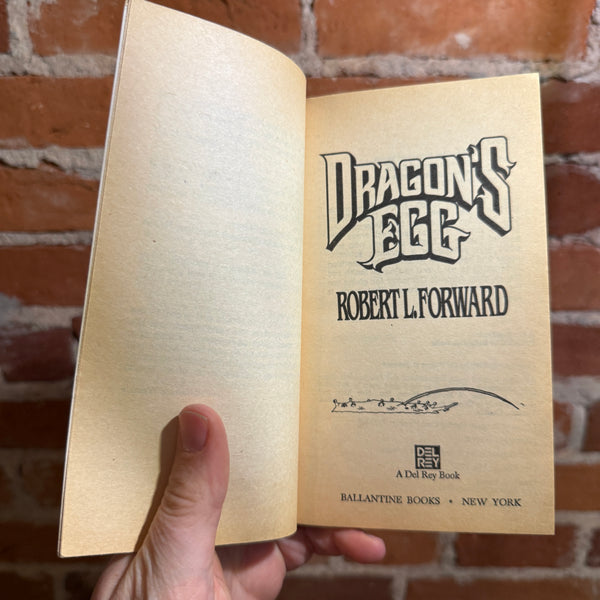 DRAGON'S
EGG
ROBERT L. FORWARD
DEL
REY
A Del Rey Book
BALLANTINE BOOKS • NEW YORK